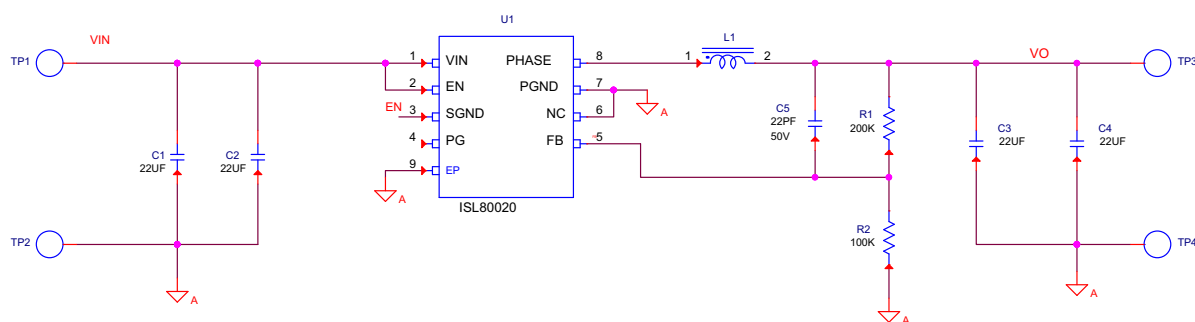 U1
VIN
TP1
1 VIN
2 EN
EN
3 SGND
4 PG
9 EP
PHASE 8
PGND 7
NC 6
FB 5
ISL80020
A
C1
22UF
C2
22UF
TP2
A
L1
1 2
A
VO
TP3
C5
22PF
50V
R1
200K
C3
22UF
C4
22UF
R2
100K
TP4
A
A